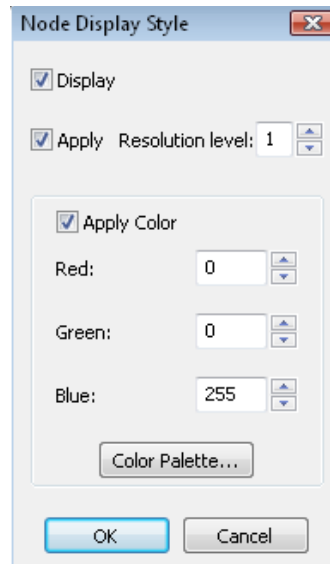 Node Display Style
Display
Apply Resolution level: 1
Apply Color
Red: 0
Green: 0
Blue: 255
Color Palette...
OK Cancel